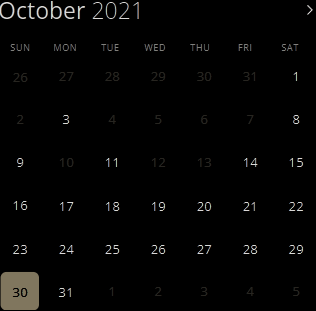 October 2021
SUN MON TUE WED THU FRI SAT
26 27 28 29 30 31 1
2 3 4 5 6 7 8
9 10 11 12 13 14 15
16 17 18 19 20 21 22
23 24 25 26 27 28 29
30 31 1 2 3 4 5